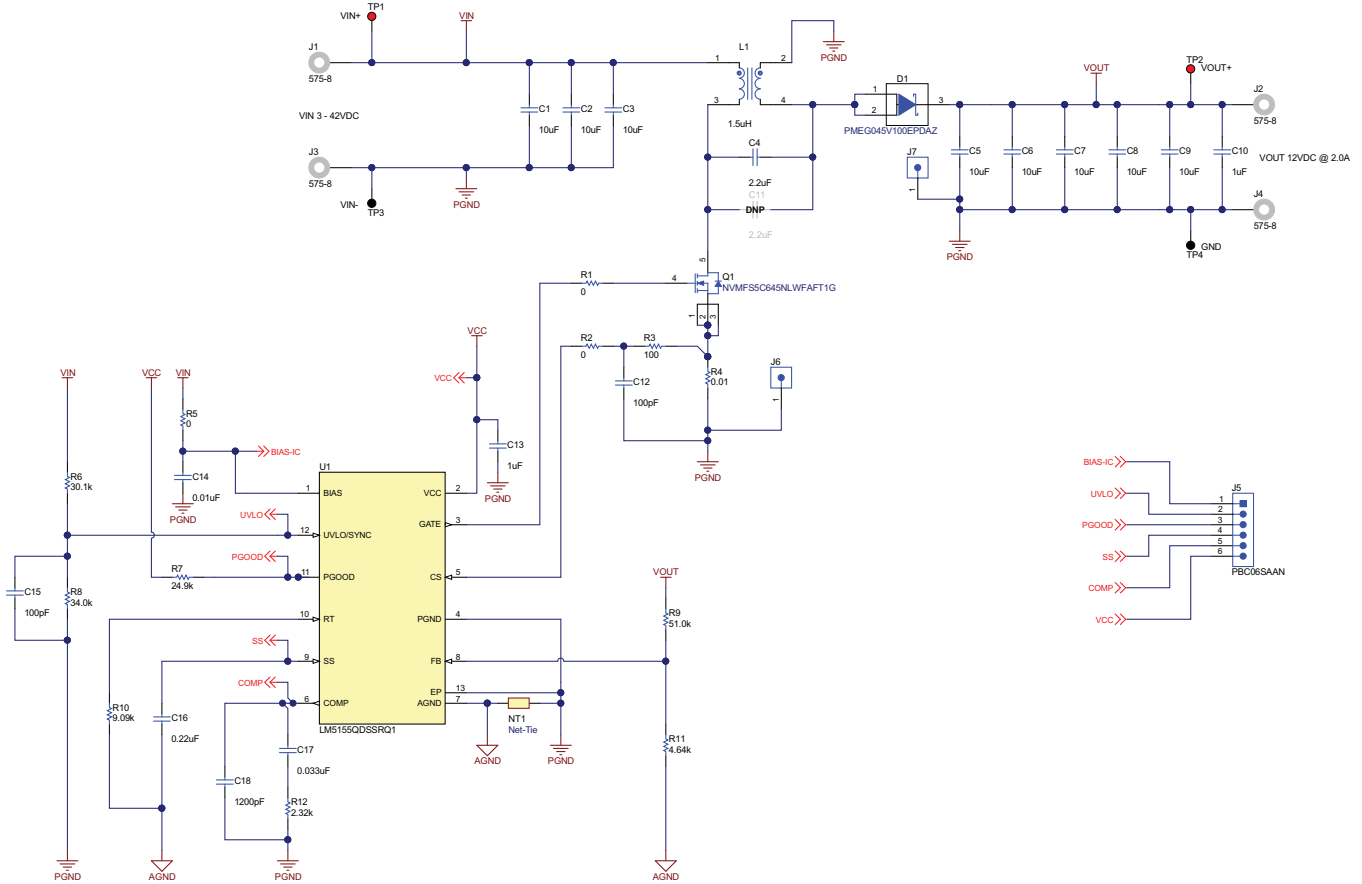 TP1
VIN+
VIN
J1
575-8
VIN 3 - 42VDC
J3
575-8
VIN-
TP3
PGND
C1
10uF
C2
10uF
C3
10uF
L1
1 2
3 4
1.5uH
PGND
C4
2.2uF
C11
DNP
2.2uF
D1
1
2
3
PMEG045V100EPDAZ
J7
1
VOUT
TP2
VOUT+
J2
575-8
C5
10uF
C6
10uF
C7
10uF
C8
10uF
C9
10uF
C10
1uF
VOUT 12VDC @ 2.0A
J4
575-8
PGND
GND
TP4
R1
0
4
5
Q1
NVMFS5C645NLWFAFT1G
1
2
3
R2
0
R3
100
C12
100pF
R4
0.01
J6
1
PGND
VCC
VCC
C13
1uF
PGND
VIN
VCC
VIN
R5
0
BIAS-IC
C14
0.01uF
PGND
R6
30.1k
UVLO
PGOOD
R7
24.9k
C15
100pF
R8
34.0k
SS
COMP
U1
1 BIAS
12 UVLO/SYNC
11 PGOOD
10 RT
9 SS
6 COMP
VCC 2
GATE 3
CS 5
PGND 4
FB 8
EP 13
AGND 7
LM5155QDSSRQ1
NT1
Net-Tie
AGND
PGND
R10
9.09k
C16
0.22uF
C17
0.033uF
C18
1200pF
R12
2.32k
PGND
AGND
PGND
VOUT
R9
51.0k
R11
4.64k
AGND
BIAS-IC
UVLO
PGOOD
SS
COMP
VCC
J5
1
2
3
4
5
6
PBC06SAAN